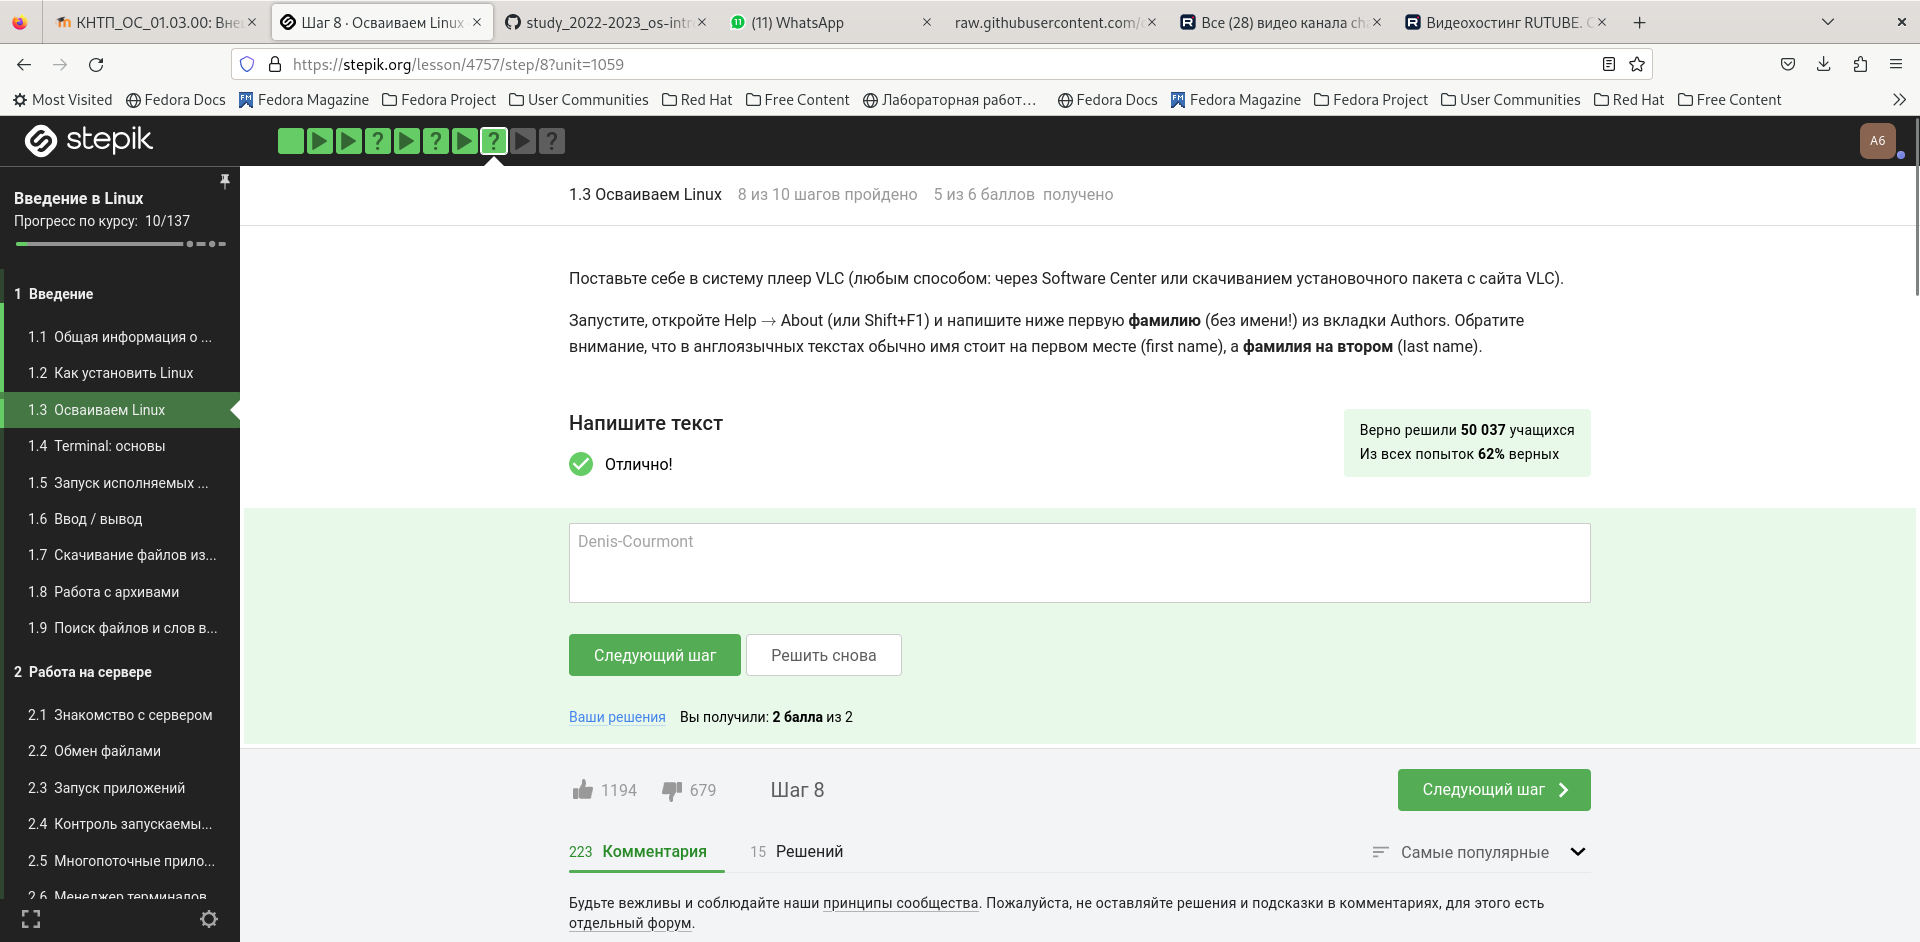 КНТП_ОС_01.03.00: Вне
Шаг 8 · Осваиваем Linux
study_2022-2023_os-intr
(11) WhatsApp
raw.githubusercontent.com/
Все (28) видео канала
Видеохостинг RUTUBE.
https://stepik.org/lesson/4757/step/8?unit=1059
Most Visited Fedora Docs Fedora Magazine Fedora Project User Communities Red Hat Free Content Лабораторная работ… Fedora Docs Fedora Magazine Fedora Project User Communities Red Hat Free Content
stepik
? ? ? ?
A6
Введение в Linux
Прогресс по курсу: 10/137
1 Введение
1.1 Общая информация о ...
1.2 Как установить Linux
1.3 Осваиваем Linux
1.4 Terminal: основы
1.5 Запуск исполняемых ...
1.6 Ввод / вывод
1.7 Скачивание файлов из...
1.8 Работа с архивами
1.9 Поиск файлов и слов в...
2 Работа на сервере
2.1 Знакомство с сервером
2.2 Обмен файлами
2.3 Запуск приложений
2.4 Контроль запускаемы...
2.5 Многопоточные прило...
2.6 Менеджер терминалов
1.3 Осваиваем Linux 8 из 10 шагов пройдено 5 из 6 баллов получено
Поставьте себе в систему плеер VLC (любым способом: через Software Center или скачиванием установочного пакета с сайта VLC).
Запустите, откройте Help → About (или Shift+F1) и напишите ниже первую фамилию (без имени!) из вкладки Authors. Обратите
внимание, что в англоязычных текстах обычно имя стоит на первом месте (first name), а фамилия на втором (last name).
Напишите текст
Отлично!
Верно решили 50 037 учащихся
Из всех попыток 62% верных
Denis-Courmont
Следующий шаг Решить снова
Ваши решения Вы получили: 2 балла из 2
1194 679 Шаг 8 Следующий шаг
223 Комментария 15 Решений Самые популярные
Будьте вежливы и соблюдайте наши принципы сообщества. Пожалуйста, не оставляйте решения и подсказки в комментариях, для этого есть
отдельный форум.